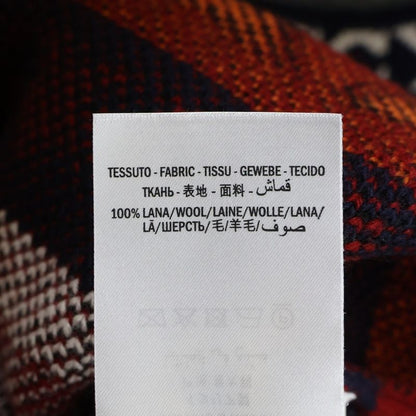 TESSUTO - FABRIC - TISSU - GEWEBE - TECIDO
ТКАНЬ - 表地 - 面料 - قماش
100% LANA/WOOL/LAINE/WOLLE/LANA/
LÃ/ШЕРСТЬ/毛/羊毛/صوف